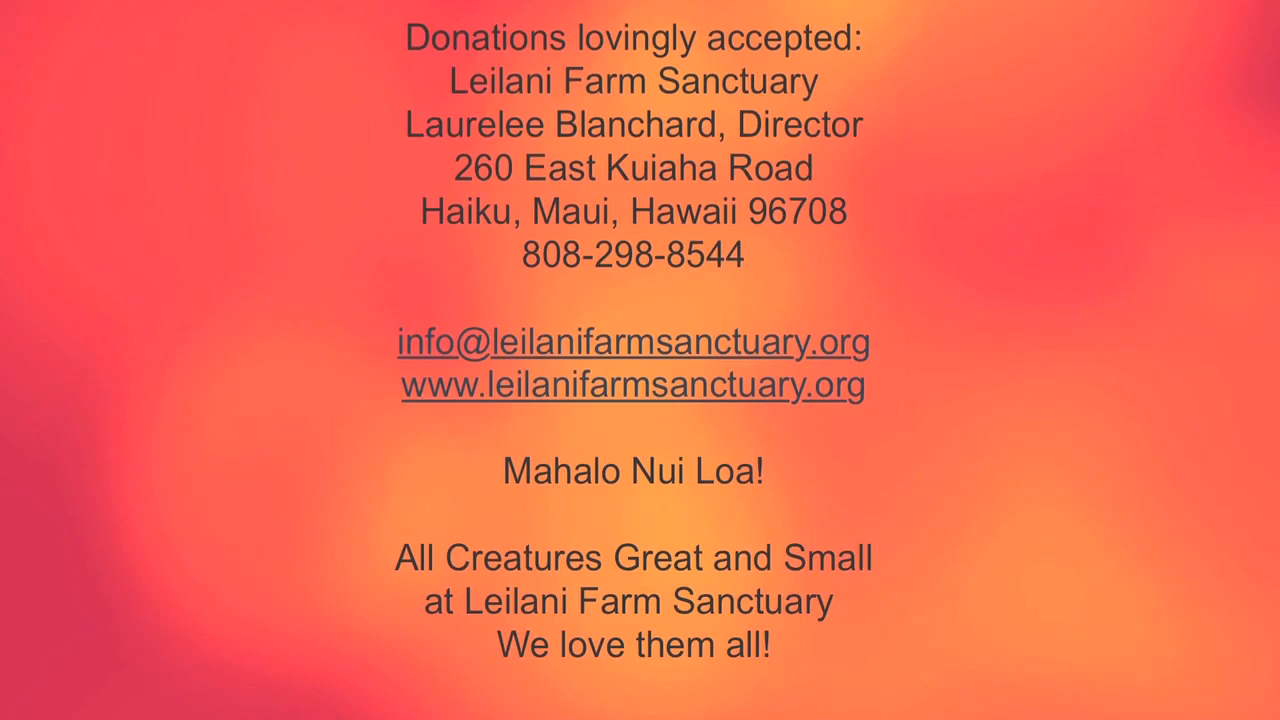 Donations lovingly accepted:
Leilani Farm Sanctuary
Laurelee Blanchard, Director
260 East Kuiaha Road
Haiku, Maui, Hawaii 96708
808-298-8544
info@leilanifarmsanctuary.org
www.leilanifarmsanctuary.org
Mahalo Nui Loa!
All Creatures Great and Small
at Leilani Farm Sanctuary
We love them all!